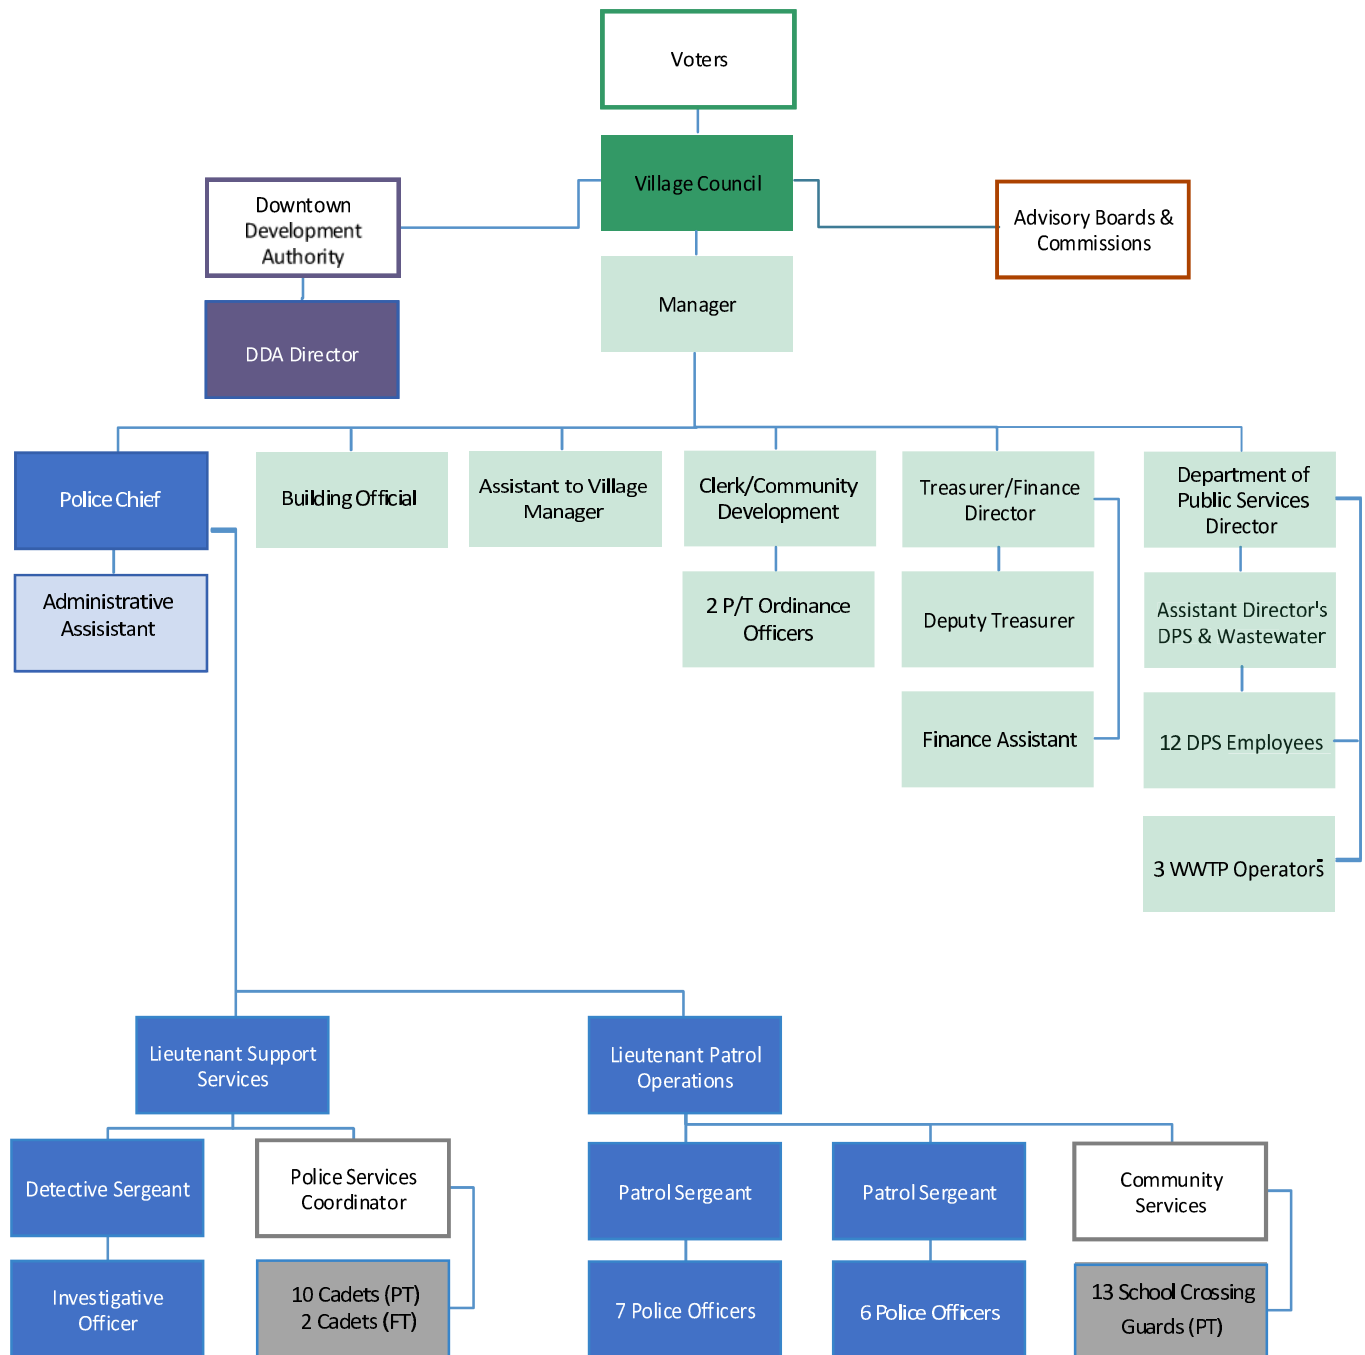 Voters
Village Council
Downtown
Development
Authority
Advisory Boards &
Commissions
Manager
DDA Director
Police Chief
Building Official
Assistant to Village
Manager
Clerk/Community
Development
Treasurer/Finance
Director
Department of
Public Services
Director
Administrative
Assisistant
2 P/T Ordinance
Officers
Deputy Treasurer
Assistant Director's
DPS & Wastewater
Finance Assistant
12 DPS Employees
3 WWTP Operators
Lieutenant Support
Services
Lieutenant Patrol
Operations
Detective Sergeant
Police Services
Coordinator
Patrol Sergeant
Patrol Sergeant
Community
Services
Investigative
Officer
10 Cadets (PT)
2 Cadets (FT)
7 Police Officers
6 Police Officers
13 School Crossing
Guards (PT)